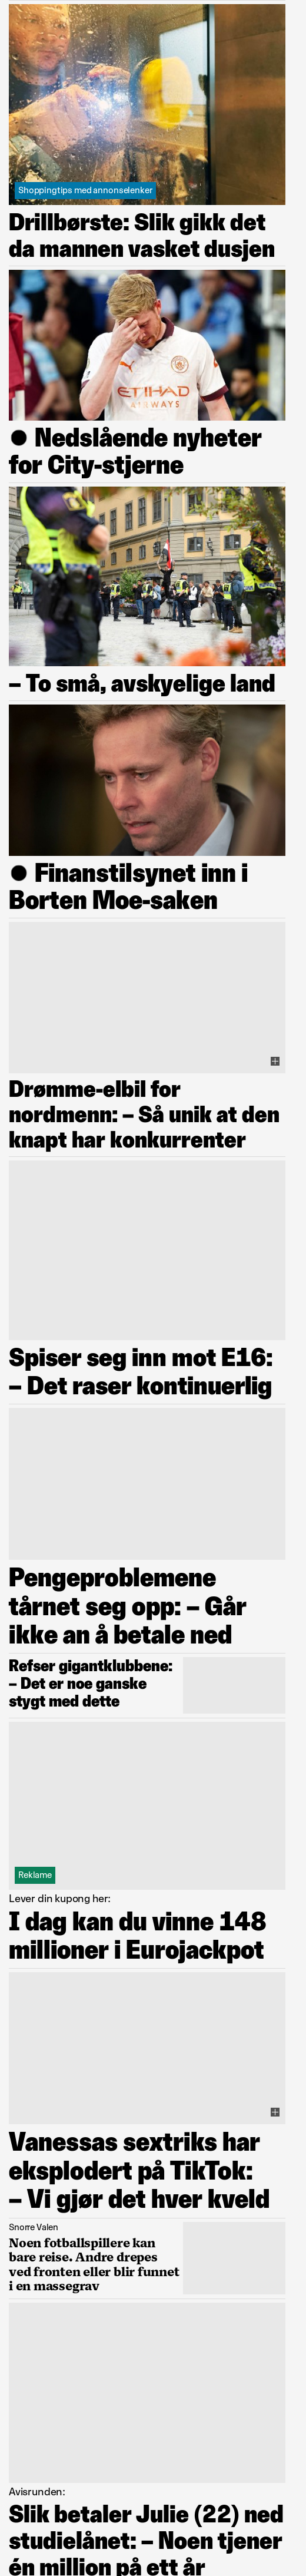 Shoppingtips med annonselenker
Drillbørste: Slik gikk det
da mannen vasket dusjen
ETIHAD
AIRWAYS
● Nedslående nyheter
for City-stjerne
– To små, avskyelige land
● Finanstilsynet inn i
Borten Moe-saken
Drømme-elbil for
nordmenn: – Så unik at den
knapt har konkurrenter
Spiser seg inn mot E16:
– Det raser kontinuerlig
Pengeproblemene
tårnet seg opp: – Går
ikke an å betale ned
Refser gigantklubbene:
– Det er noe ganske
stygt med dette
Reklame
Lever din kupong her:
I dag kan du vinne 148
millioner i Eurojackpot
Vanessas sextriks har
eksplodert på TikTok:
– Vi gjør det hver kveld
Snorre Valen
Noen fotballspillere kan
bare reise. Andre drepes
ved fronten eller blir funnet
i en massegrav
Avisrunden:
Slik betaler Julie (22) ned
studielånet: – Noen tjener
én million på ett år